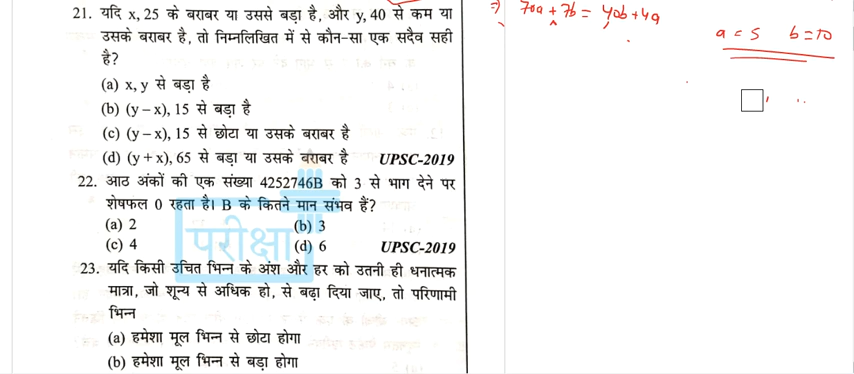 21. यदि x, 25 के बराबर या उससे बड़ा है, और y, 40 से कम या
उसके बराबर है, तो निम्नलिखित में से कौन-सा एक सदैव सही
है?
(a) x, y से बड़ा है
(b) (y – x), 15 से बड़ा है
(c) (y – x), 15 से छोटा या उसके बराबर है
(d) (y + x), 65 से बड़ा या उसके बराबर है UPSC-2019
22. आठ अंकों की एक संख्या 4252746B को 3 से भाग देने पर
शेषफल 0 रहता है। B के कितने मान संभव हैं?
(a) 2 (b) 3
(c) 4 (d) 6 UPSC-2019
परीक्षा
23. यदि किसी उचित भिन्न के अंश और हर को उतनी ही धनात्मक
मात्रा, जो शून्य से अधिक हो, से बढ़ा दिया जाए, तो परिणामी
भिन्न
(a) हमेशा मूल भिन्न से छोटा होगा
(b) हमेशा मूल भिन्न से बड़ा होगा
⇒ 70a + 7b = 40b + 4a
a = 5 b = 10